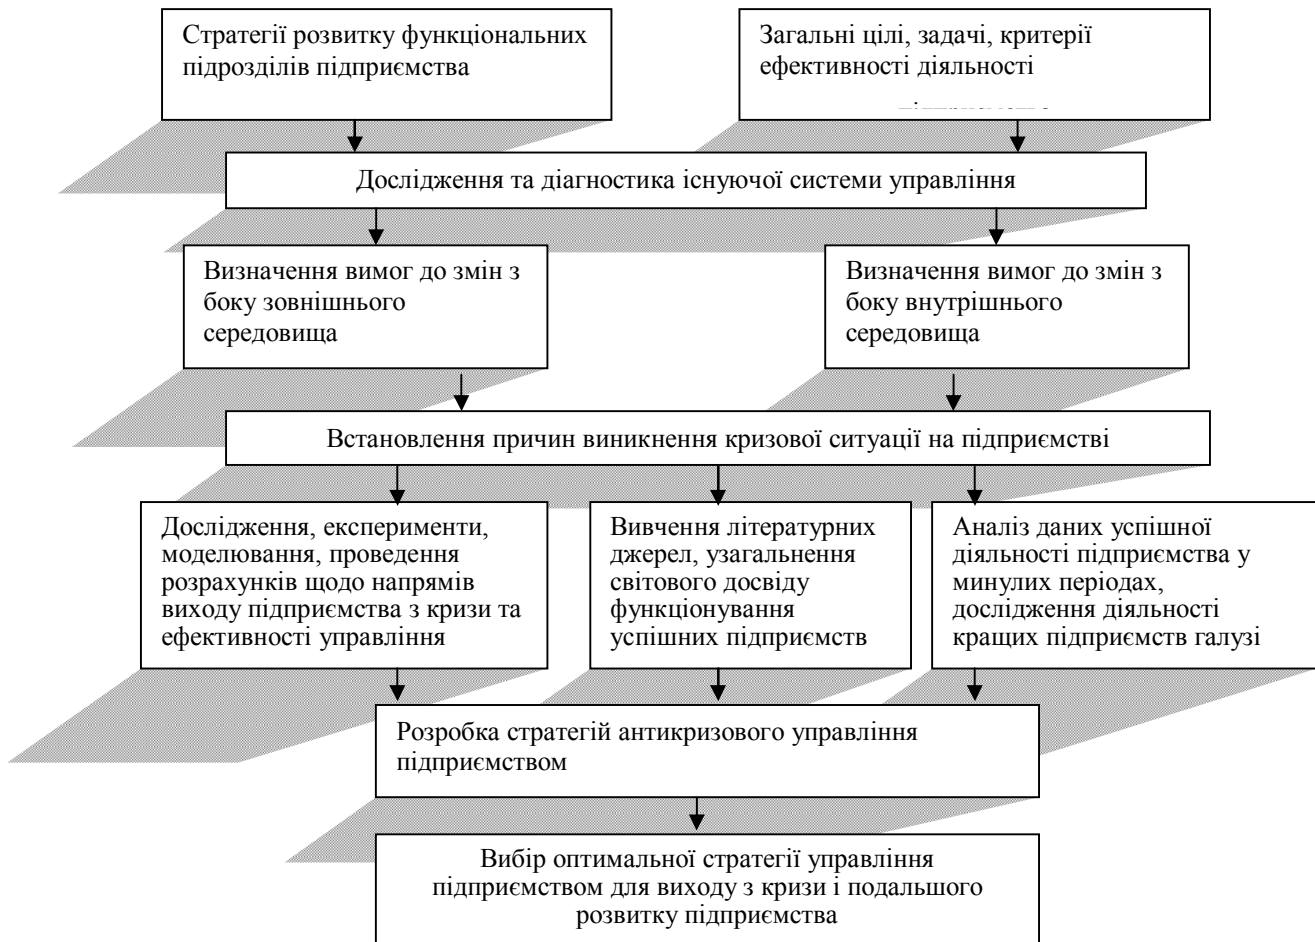 Стратегії розвитку функціональних
підрозділів підприємства
Загальні цілі, задачі, критерії
ефективності діяльності
Дослідження та діагностика існуючої системи управління
Визначення вимог до змін з
боку зовнішнього
середовища
Визначення вимог до змін з
боку внутрішнього
середовища
Встановлення причин виникнення кризової ситуації на підприємстві
Дослідження, експерименти,
моделювання, проведення
розрахунків щодо напрямів
виходу підприємства з кризи та
ефективності управління
Вивчення літературних
джерел, узагальнення
світового досвіду
функціонування
успішних підприємств
Аналіз даних успішної
діяльності підприємства у
минулих періодах,
дослідження діяльності
кращих підприємств галузі
Розробка стратегій антикризового управління
підприємством
Вибір оптимальної стратегії управління
підприємством для виходу з кризи і подальшого
розвитку підприємства